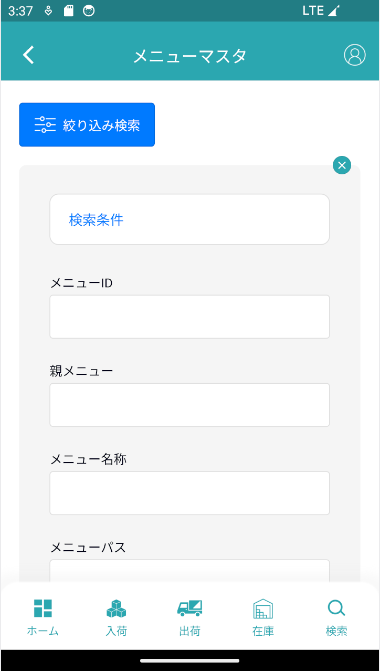 3:37
LTE
メニューマスタ
絞り込み検索
検索条件
メニューID
親メニュー
メニュー名称
メニューパス
ホーム 入荷 出荷 在庫 検索